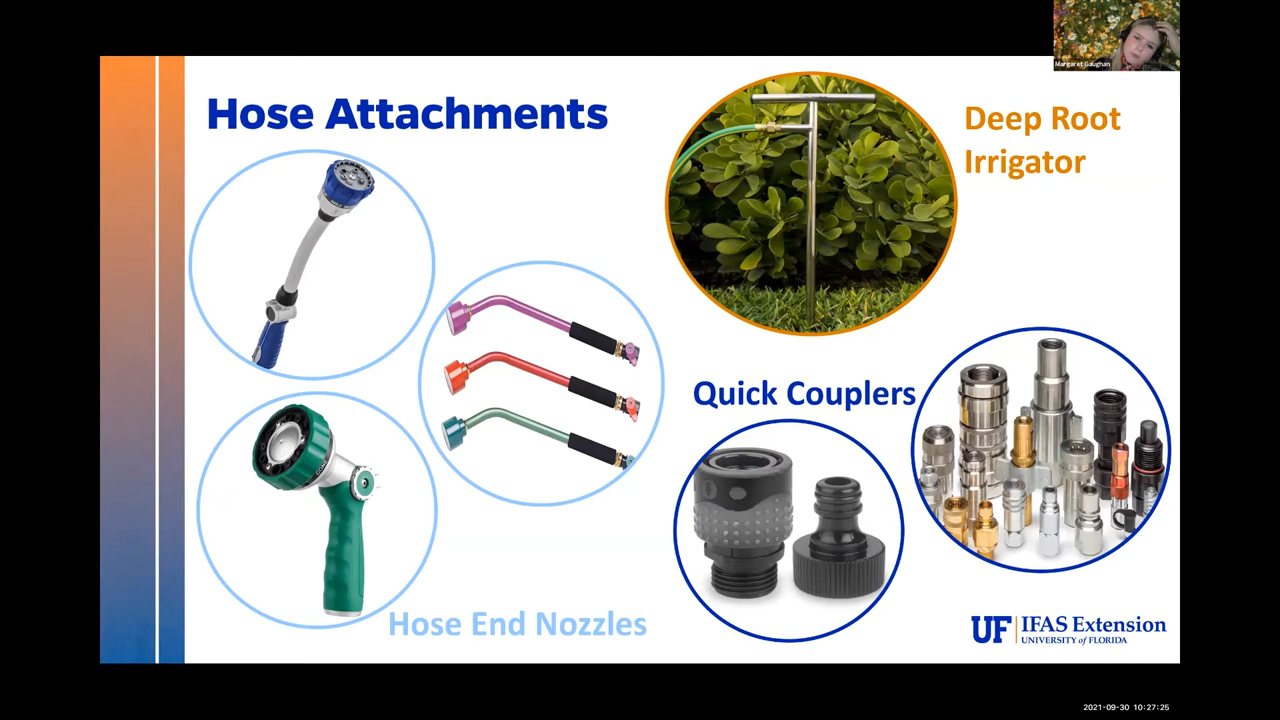 Margaret Gaughan
Hose Attachments
Deep Root
Irrigator
Quick Couplers
Hose End Nozzles
UF IFAS Extension
UNIVERSITY of FLORIDA
2021-09-30 10:27:25